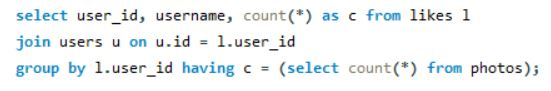 select user_id, username, count(*) as c from likes l
join users u on u.id = l.user_id
group by l.user_id having c = (select count(*) from photos);